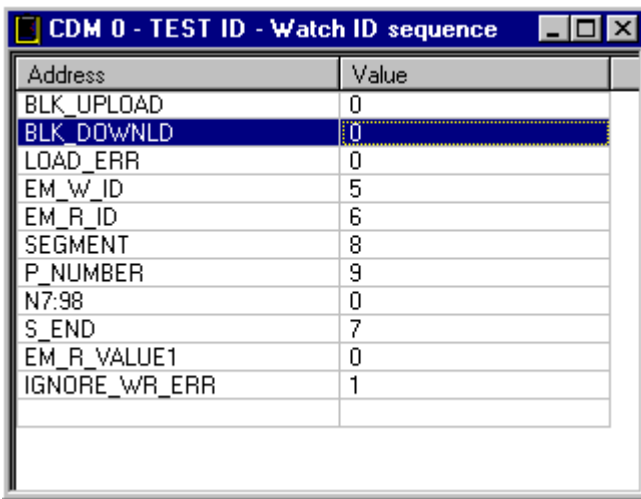 CDM 0 - TEST ID - Watch ID sequence
Address Value
BLK_UPLOAD 0
BLK_DOWNLD 0
LOAD_ERR 0
EM_W_ID 5
EM_R_ID 6
SEGMENT 8
P_NUMBER 9
N7:98 0
S_END 7
EM_R_VALUE1 0
IGNORE_WR_ERR 1